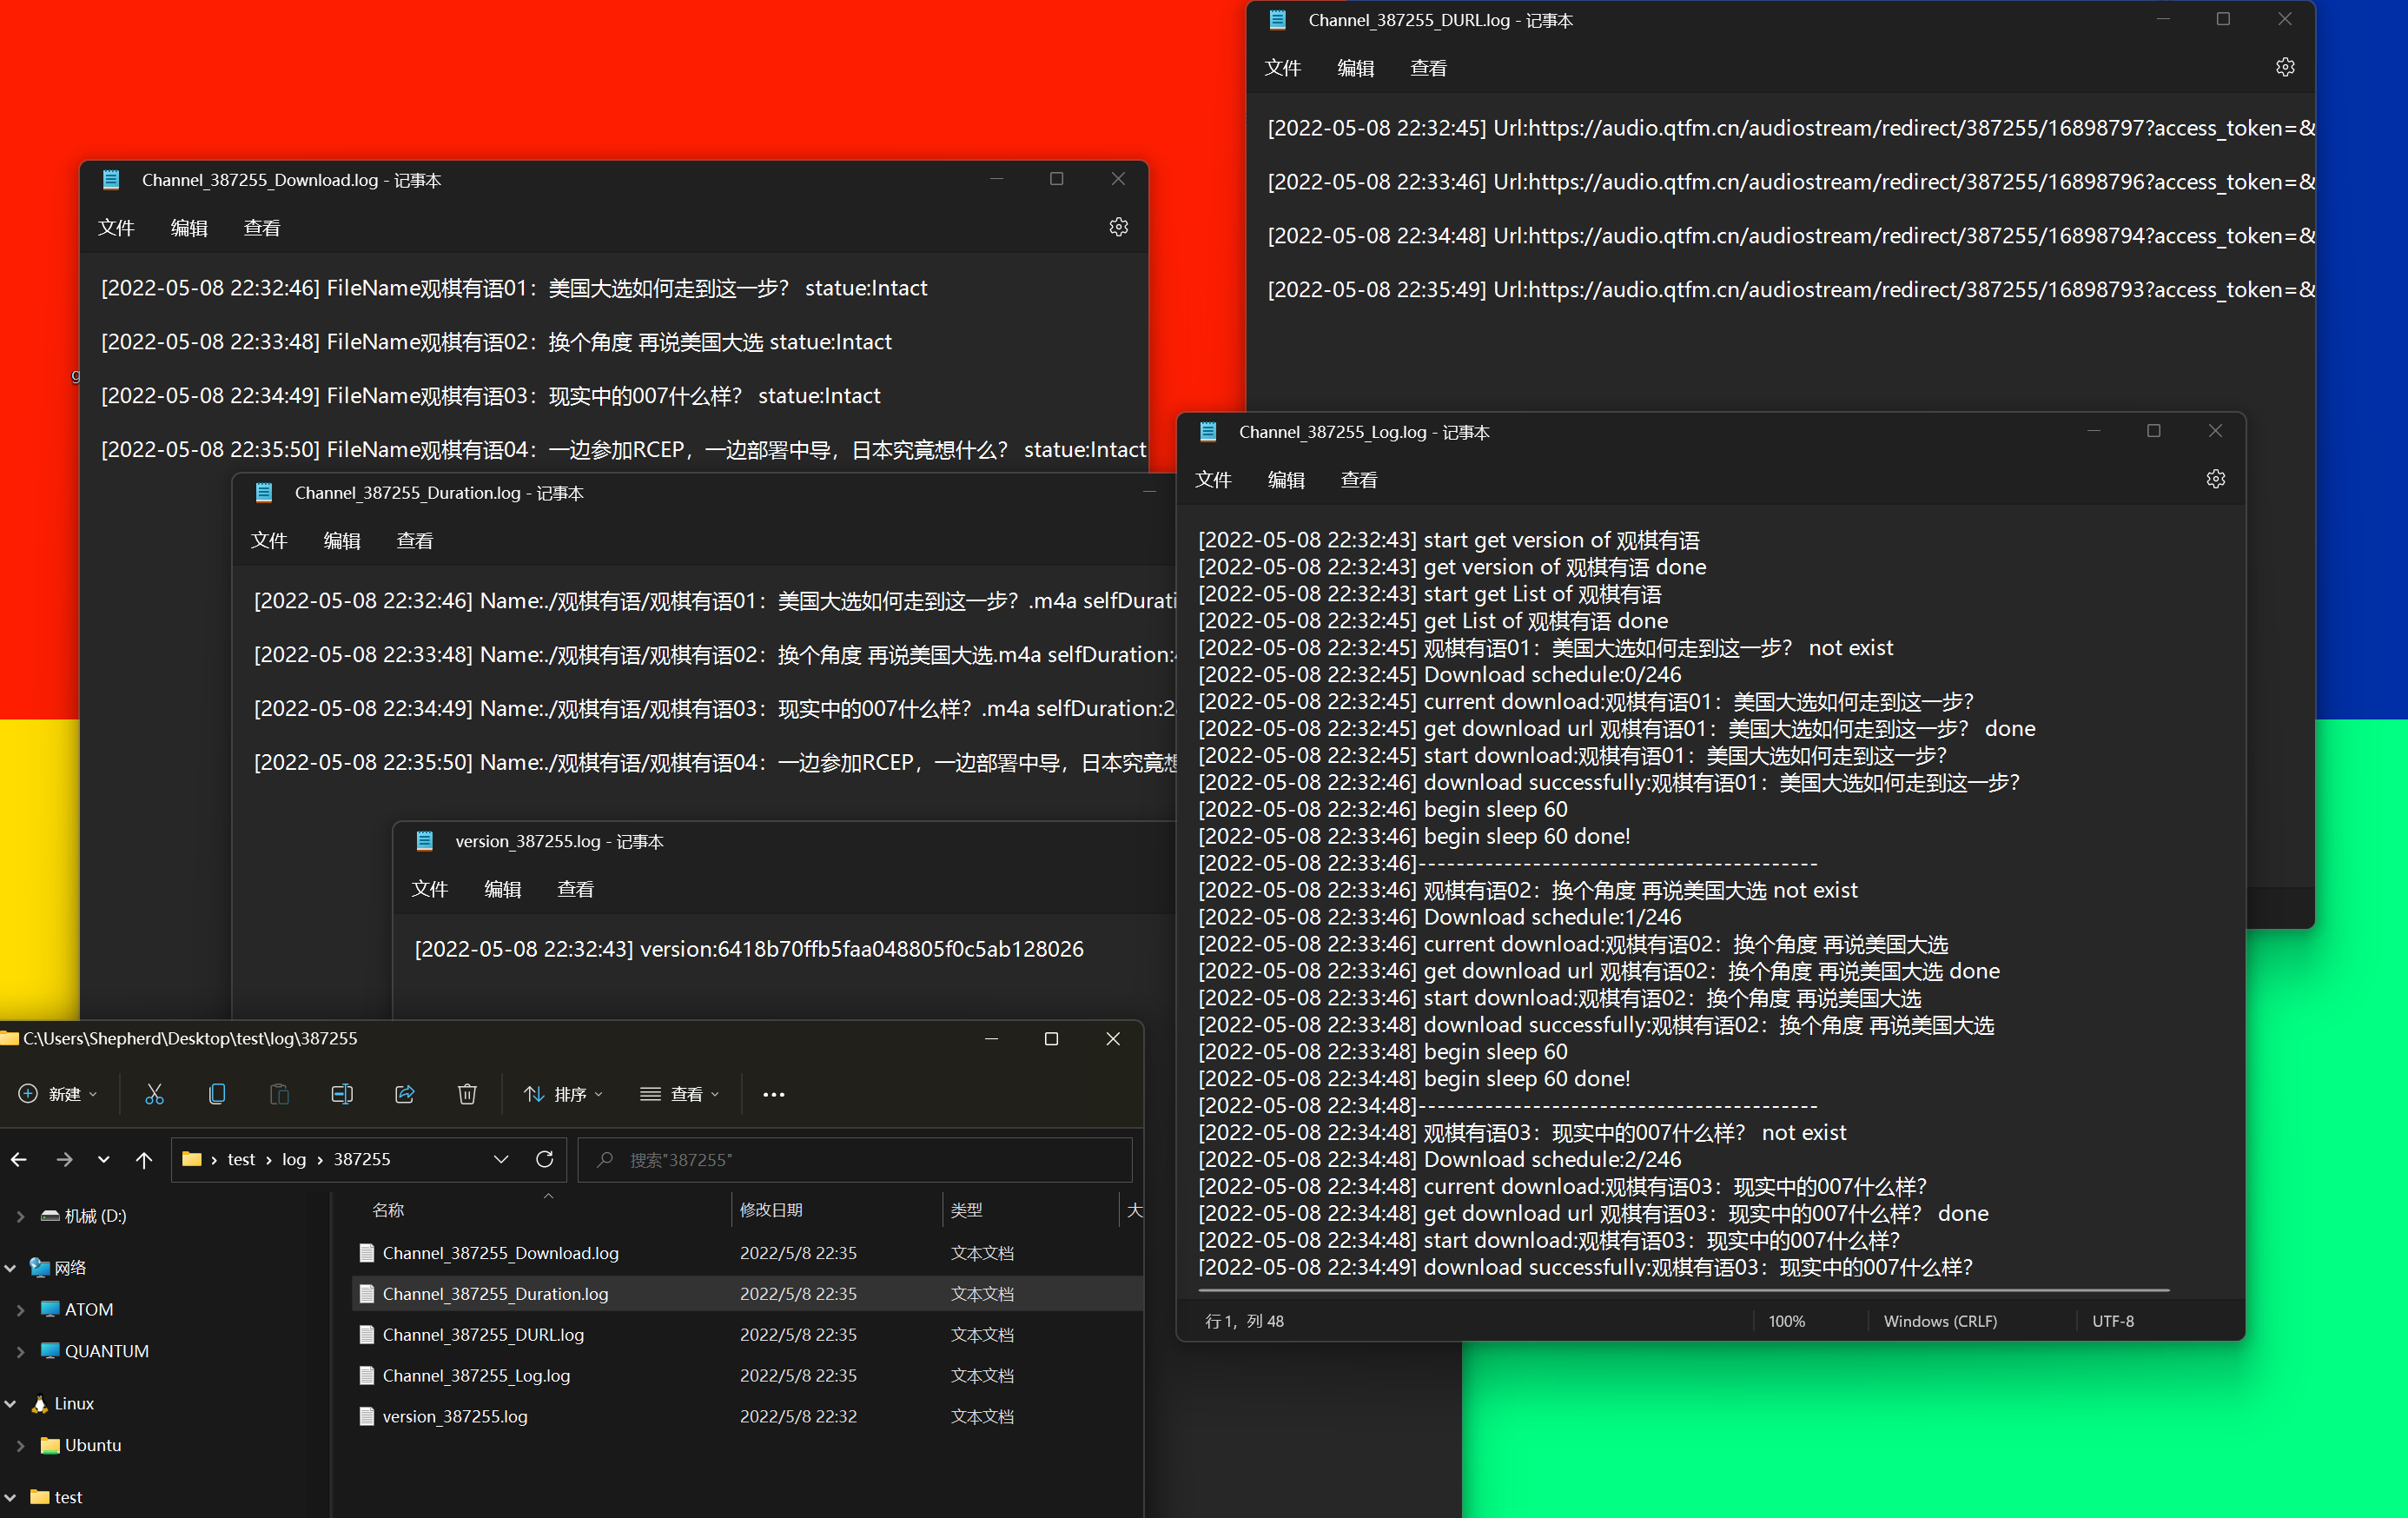 Channel_387255_DURL.log - 记事本
文件 编辑 查看
[2022-05-08 22:32:45] Url:https://audio.qtfm.cn/audiostream/redirect/387255/16898797?access_token=&
[2022-05-08 22:33:46] Url:https://audio.qtfm.cn/audiostream/redirect/387255/16898796?access_token=&
[2022-05-08 22:34:48] Url:https://audio.qtfm.cn/audiostream/redirect/387255/16898794?access_token=&
[2022-05-08 22:35:49] Url:https://audio.qtfm.cn/audiostream/redirect/387255/16898793?access_token=&
Channel_387255_Download.log - 记事本
文件 编辑 查看
[2022-05-08 22:32:46] FileName观棋有语01：美国大选如何走到这一步？ statue:Intact
[2022-05-08 22:33:48] FileName观棋有语02：换个角度 再说美国大选 statue:Intact
[2022-05-08 22:34:49] FileName观棋有语03：现实中的007什么样？ statue:Intact
[2022-05-08 22:35:50] FileName观棋有语04：一边参加RCEP，一边部署中导，日本究竟想什么？ statue:Intact
g
Channel_387255_Duration.log - 记事本
文件 编辑 查看
[2022-05-08 22:32:46] Name:./观棋有语/观棋有语01：美国大选如何走到这一步？.m4a selfDurati
[2022-05-08 22:33:48] Name:./观棋有语/观棋有语02：换个角度 再说美国大选.m4a selfDuration:
[2022-05-08 22:34:49] Name:./观棋有语/观棋有语03：现实中的007什么样？.m4a selfDuration:2
[2022-05-08 22:35:50] Name:./观棋有语/观棋有语04：一边参加RCEP，一边部署中导，日本究竟想
version_387255.log - 记事本
文件 编辑 查看
[2022-05-08 22:32:43] version:6418b70ffb5faa048805f0c5ab128026
Channel_387255_Log.log - 记事本
文件 编辑 查看
[2022-05-08 22:32:43] start get version of 观棋有语
[2022-05-08 22:32:43] get version of 观棋有语 done
[2022-05-08 22:32:43] start get List of 观棋有语
[2022-05-08 22:32:45] get List of 观棋有语 done
[2022-05-08 22:32:45] 观棋有语01：美国大选如何走到这一步？ not exist
[2022-05-08 22:32:45] Download schedule:0/246
[2022-05-08 22:32:45] current download:观棋有语01：美国大选如何走到这一步？
[2022-05-08 22:32:45] get download url 观棋有语01：美国大选如何走到这一步？ done
[2022-05-08 22:32:45] start download:观棋有语01：美国大选如何走到这一步？
[2022-05-08 22:32:46] download successfully:观棋有语01：美国大选如何走到这一步？
[2022-05-08 22:32:46] begin sleep 60
[2022-05-08 22:33:46] begin sleep 60 done!
[2022-05-08 22:33:46]------------------------------------------
[2022-05-08 22:33:46] 观棋有语02：换个角度 再说美国大选 not exist
[2022-05-08 22:33:46] Download schedule:1/246
[2022-05-08 22:33:46] current download:观棋有语02：换个角度 再说美国大选
[2022-05-08 22:33:46] get download url 观棋有语02：换个角度 再说美国大选 done
[2022-05-08 22:33:46] start download:观棋有语02：换个角度 再说美国大选
[2022-05-08 22:33:48] download successfully:观棋有语02：换个角度 再说美国大选
[2022-05-08 22:33:48] begin sleep 60
[2022-05-08 22:34:48] begin sleep 60 done!
[2022-05-08 22:34:48]------------------------------------------
[2022-05-08 22:34:48] 观棋有语03：现实中的007什么样？ not exist
[2022-05-08 22:34:48] Download schedule:2/246
[2022-05-08 22:34:48] current download:观棋有语03：现实中的007什么样？
[2022-05-08 22:34:48] get download url 观棋有语03：现实中的007什么样？ done
[2022-05-08 22:34:48] start download:观棋有语03：现实中的007什么样？
[2022-05-08 22:34:49] download successfully:观棋有语03：现实中的007什么样？
行 1，列 48 100% Windows (CRLF) UTF-8
C:\Users\Shepherd\Desktop\test\log\387255
新建 排序 查看
test › log › 387255 搜索"387255"
名称 修改日期 类型 大
Channel_387255_Download.log 2022/5/8 22:35 文本文档
Channel_387255_Duration.log 2022/5/8 22:35 文本文档
Channel_387255_DURL.log 2022/5/8 22:35 文本文档
Channel_387255_Log.log 2022/5/8 22:35 文本文档
version_387255.log 2022/5/8 22:32 文本文档
机械 (D:)
网络
ATOM
QUANTUM
Linux
Ubuntu
test